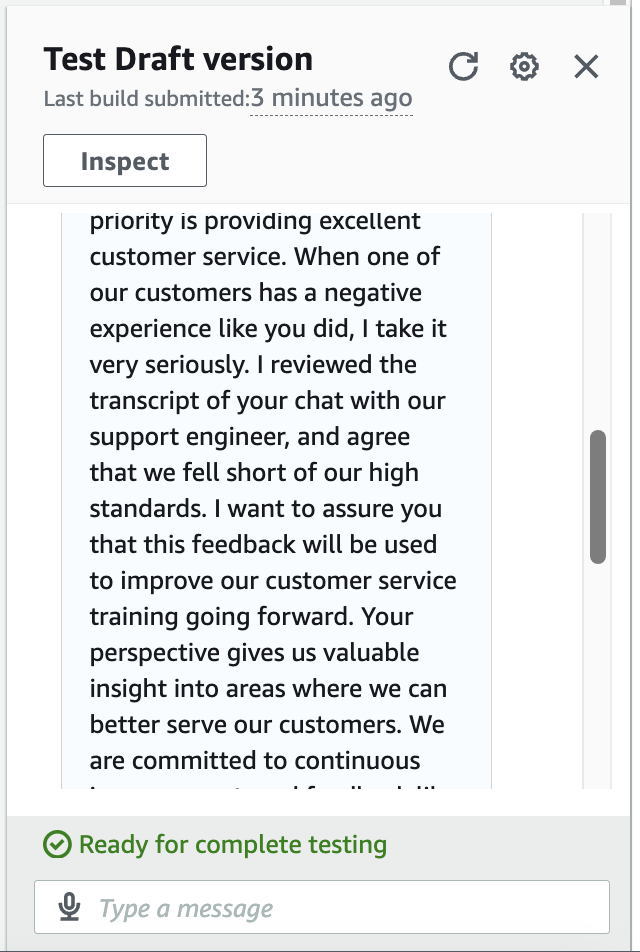 Test Draft version
Last build submitted:3 minutes ago
Inspect
priority is providing excellent
customer service. When one of
our customers has a negative
experience like you did, I take it
very seriously. I reviewed the
transcript of your chat with our
support engineer, and agree
that we fell short of our high
standards. I want to assure you
that this feedback will be used
to improve our customer service
training going forward. Your
perspective gives us valuable
insight into areas where we can
better serve our customers. We
are committed to continuous
Ready for complete testing
Type a message